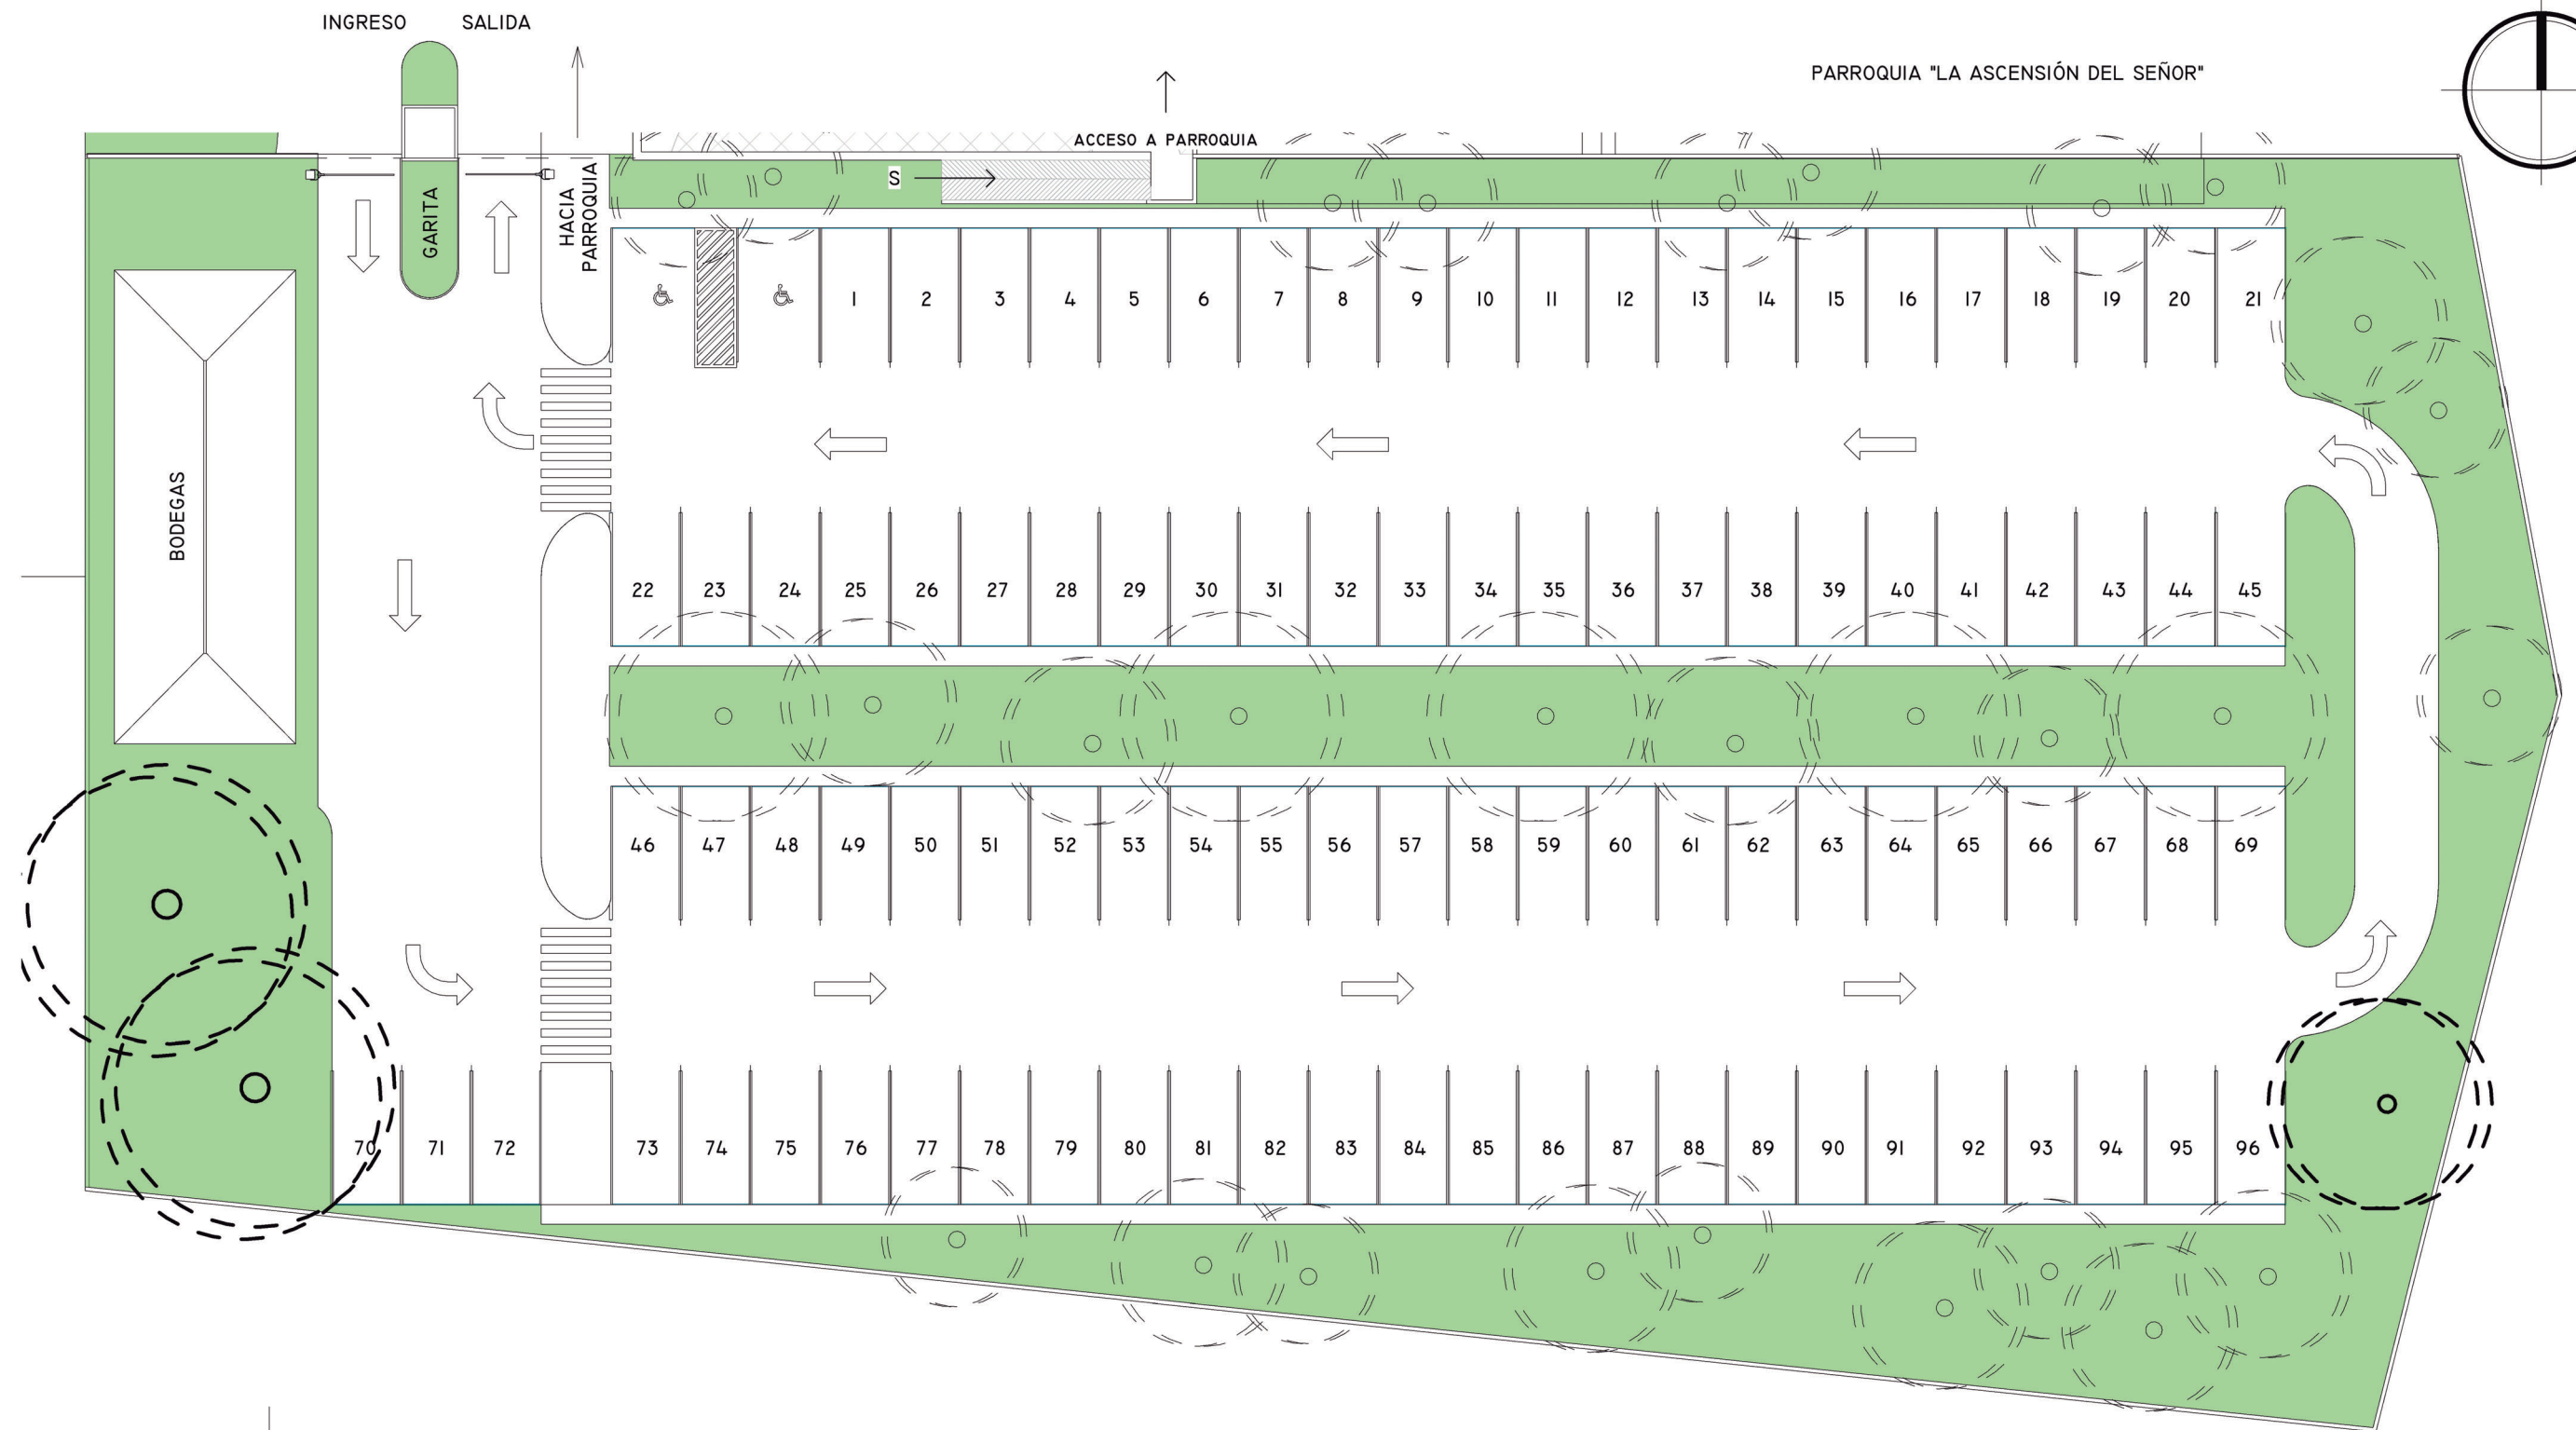 INGRESO SALIDA
PARROQUIA "LA ASCENSIÓN DEL SEÑOR"
ACCESO A PARROQUIA
S
HACIA
PARROQUIA
GARITA
BODEGAS
1 2 3 4 5 6 7 8 9 10 11 12 13 14 15 16 17 18 19 20 21
22 23 24 25 26 27 28 29 30 31 32 33 34 35 36 37 38 39 40 41 42 43 44 45
46 47 48 49 50 51 52 53 54 55 56 57 58 59 60 61 62 63 64 65 66 67 68 69
70 71 72 73 74 75 76 77 78 79 80 81 82 83 84 85 86 87 88 89 90 91 92 93 94 95 96